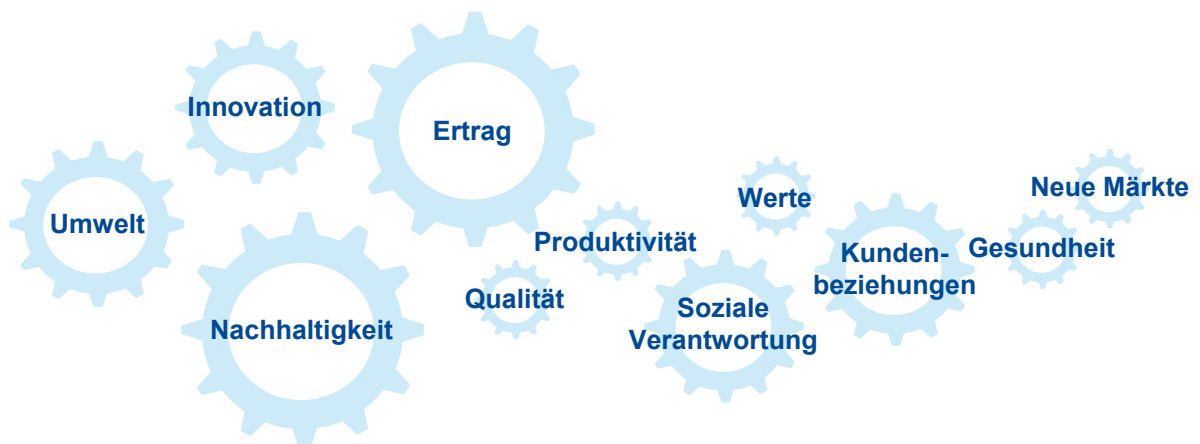 Innovation
Ertrag
Umwelt
Nachhaltigkeit
Qualität
Produktivität
Soziale
Verantwortung
Werte
Kunden-
beziehungen
Gesundheit
Neue Märkte